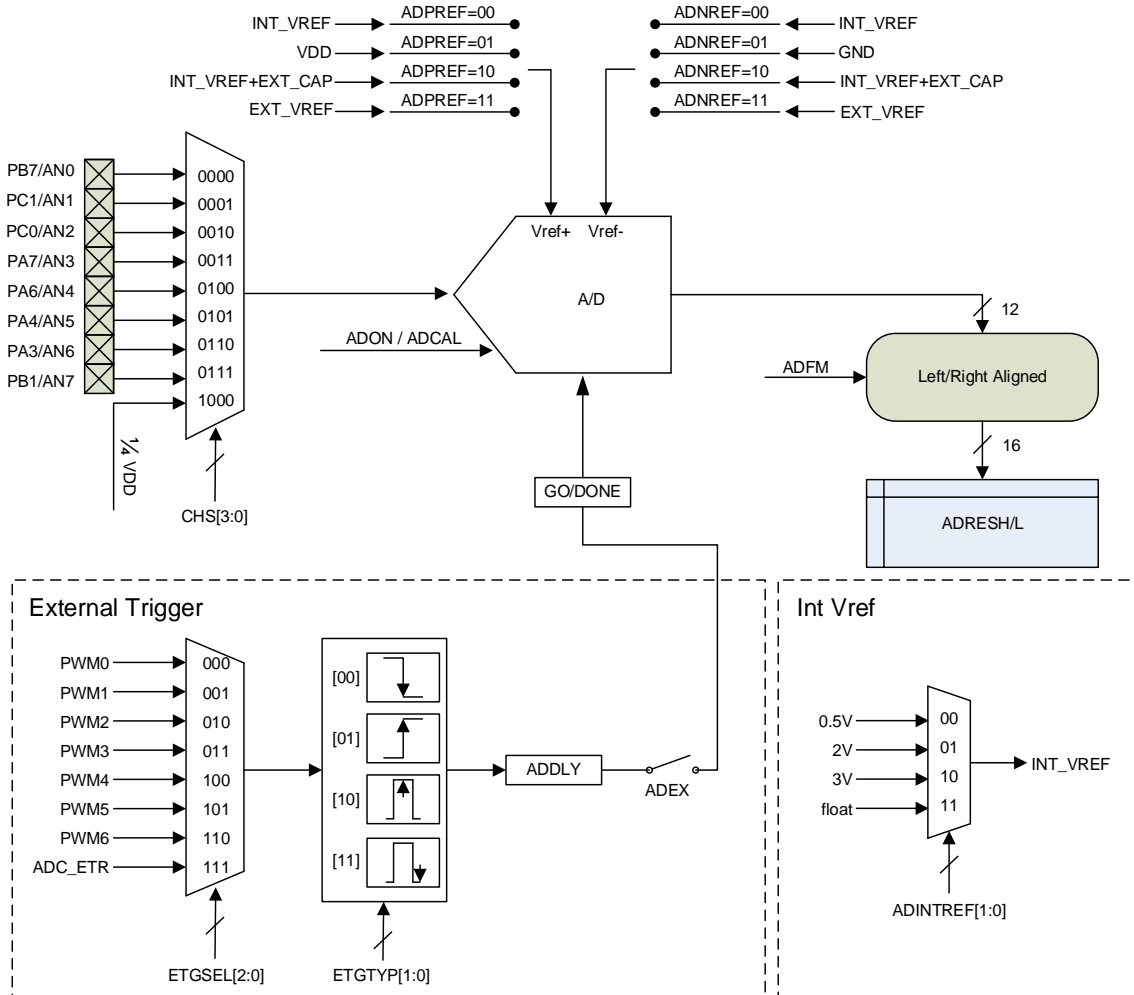 INT_VREF ADPREF=00 ADNREF=00 INT_VREF
VDD ADPREF=01 ADNREF=01 GND
INT_VREF+EXT_CAP ADPREF=10 ADNREF=10 INT_VREF+EXT_CAP
EXT_VREF ADPREF=11 ADNREF=11 EXT_VREF
PB7/AN0 0000
PC1/AN1 0001
PC0/AN2 0010
PA7/AN3 0011
PA6/AN4 0100
PA4/AN5 0101
PA3/AN6 0110
PB1/AN7 0111
¼ VDD 1000
CHS[3:0]
Vref+ Vref-
A/D
ADON / ADCAL
GO/DONE
12
ADFM
Left/Right Aligned
16
ADRESH/L
External Trigger
PWM0 000
PWM1 001
PWM2 010
PWM3 011
PWM4 100
PWM5 101
PWM6 110
ADC_ETR 111
ETGSEL[2:0]
[00]
[01]
[10]
[11]
ETGTYP[1:0]
ADDLY
ADEX
Int Vref
0.5V 00
2V 01
3V 10
float 11
INT_VREF
ADINTREF[1:0]